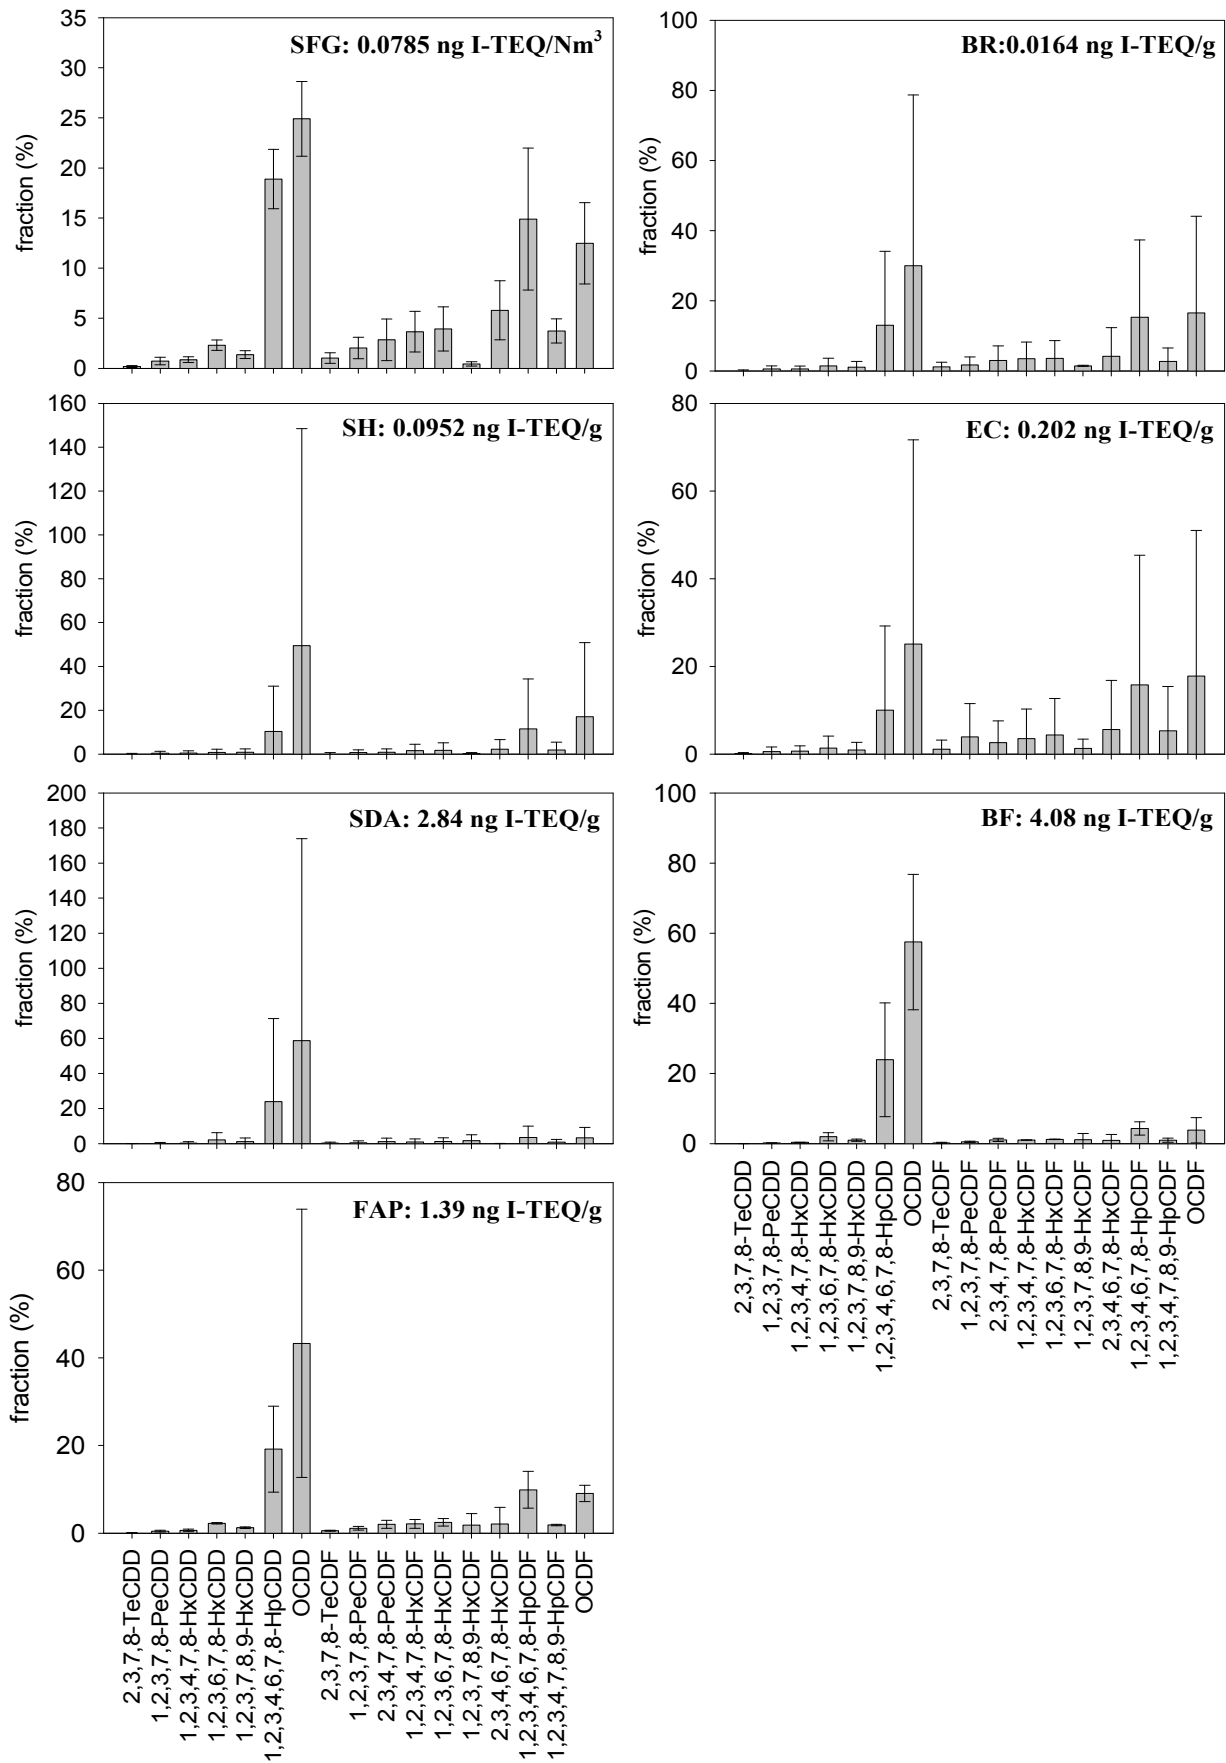 SFG: 0.0785 ng I-TEQ/Nm³
fraction (%)
35
30
25
20
15
10
5
0
BR:0.0164 ng I-TEQ/g
fraction (%)
100
80
60
40
20
0
SH: 0.0952 ng I-TEQ/g
fraction (%)
160
140
120
100
80
60
40
20
0
EC: 0.202 ng I-TEQ/g
fraction (%)
80
60
40
20
0
SDA: 2.84 ng I-TEQ/g
fraction (%)
200
180
160
140
120
100
80
60
40
20
0
BF: 4.08 ng I-TEQ/g
fraction (%)
100
80
60
40
20
0
2,3,7,8-TeCDD
1,2,3,7,8-PeCDD
1,2,3,4,7,8-HxCDD
1,2,3,6,7,8-HxCDD
1,2,3,7,8,9-HxCDD
1,2,3,4,6,7,8-HpCDD
OCDD
2,3,7,8-TeCDF
1,2,3,7,8-PeCDF
2,3,4,7,8-PeCDF
1,2,3,4,7,8-HxCDF
1,2,3,6,7,8-HxCDF
1,2,3,7,8,9-HxCDF
2,3,4,6,7,8-HxCDF
1,2,3,4,6,7,8-HpCDF
1,2,3,4,7,8,9-HpCDF
OCDF
FAP: 1.39 ng I-TEQ/g
fraction (%)
80
60
40
20
0
2,3,7,8-TeCDD
1,2,3,7,8-PeCDD
1,2,3,4,7,8-HxCDD
1,2,3,6,7,8-HxCDD
1,2,3,7,8,9-HxCDD
1,2,3,4,6,7,8-HpCDD
OCDD
2,3,7,8-TeCDF
1,2,3,7,8-PeCDF
2,3,4,7,8-PeCDF
1,2,3,4,7,8-HxCDF
1,2,3,6,7,8-HxCDF
1,2,3,7,8,9-HxCDF
2,3,4,6,7,8-HxCDF
1,2,3,4,6,7,8-HpCDF
1,2,3,4,7,8,9-HpCDF
OCDF